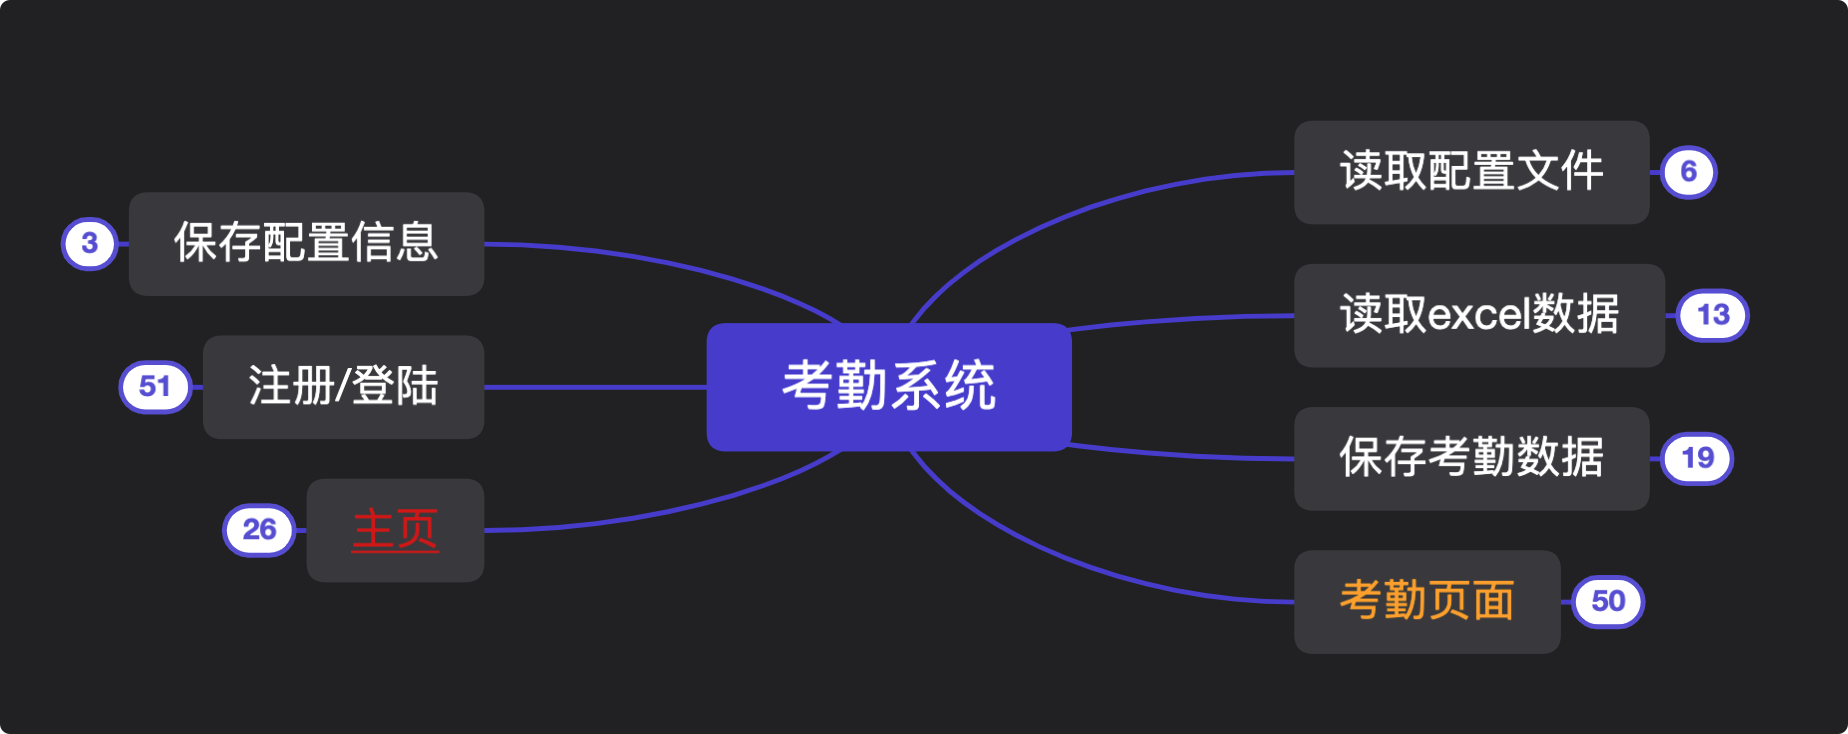 考勤系统
读取配置文件
6
读取excel数据
13
保存考勤数据
19
考勤页面
50
保存配置信息
3
注册/登陆
51
主页
26